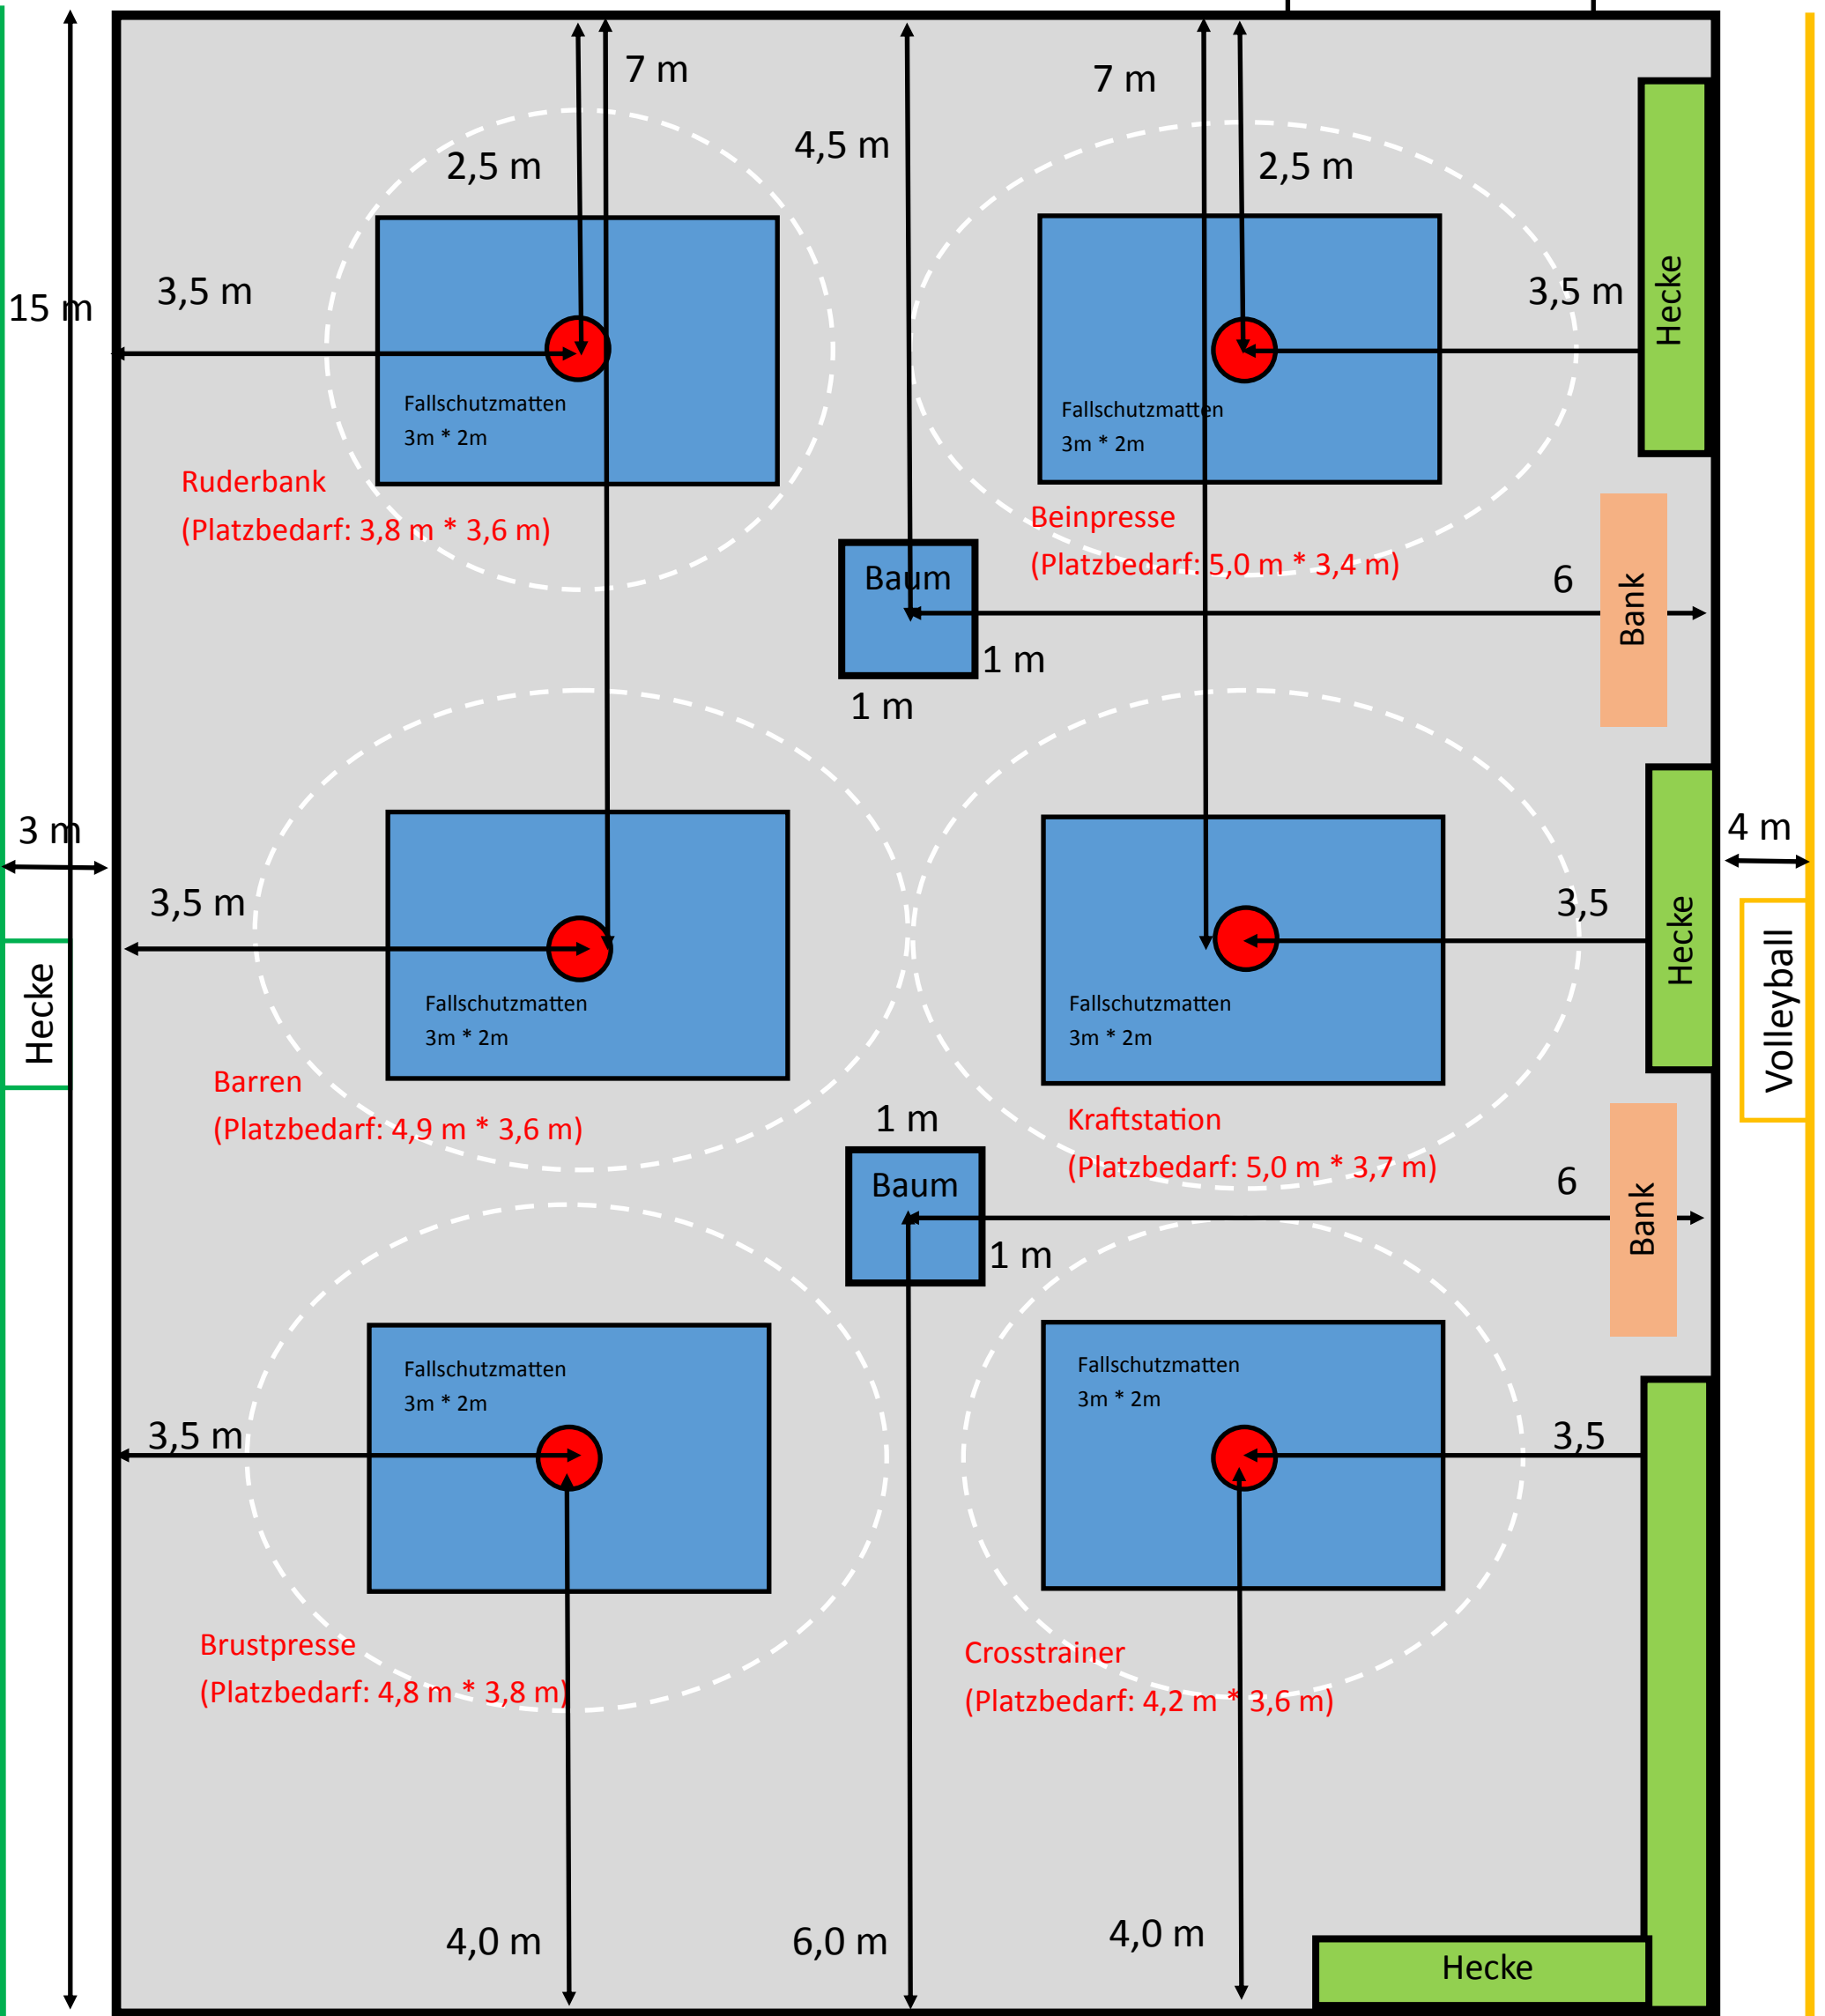 7 m
7 m
4,5 m
2,5 m
2,5 m
Hecke
15 m
3,5 m
3,5 m
Fallschutzmatten
3m * 2m
Fallschutzmatten
3m * 2m
Ruderbank
(Platzbedarf: 3,8 m * 3,6 m)
Beinpresse
(Platzbedarf: 5,0 m * 3,4 m)
Baum
6
Bank
1 m
1 m
3 m
4 m
3,5 m
3,5
Hecke
Hecke
Volleyball
Fallschutzmatten
3m * 2m
Fallschutzmatten
3m * 2m
Barren
(Platzbedarf: 4,9 m * 3,6 m)
1 m
Kraftstation
(Platzbedarf: 5,0 m * 3,7 m)
Baum
6
Bank
1 m
Fallschutzmatten
3m * 2m
Fallschutzmatten
3m * 2m
3,5 m
3,5
Brustpresse
(Platzbedarf: 4,8 m * 3,8 m)
Crosstrainer
(Platzbedarf: 4,2 m * 3,6 m)
4,0 m
6,0 m
4,0 m
Hecke